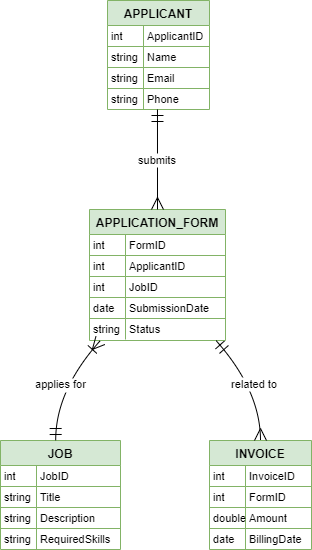 APPLICANT
int ApplicantID
string Name
string Email
string Phone
submits
APPLICATION_FORM
int FormID
int ApplicantID
int JobID
date SubmissionDate
string Status
applies for
related to
JOB
int JobID
string Title
string Description
string RequiredSkills
INVOICE
int InvoiceID
int FormID
double Amount
date BillingDate